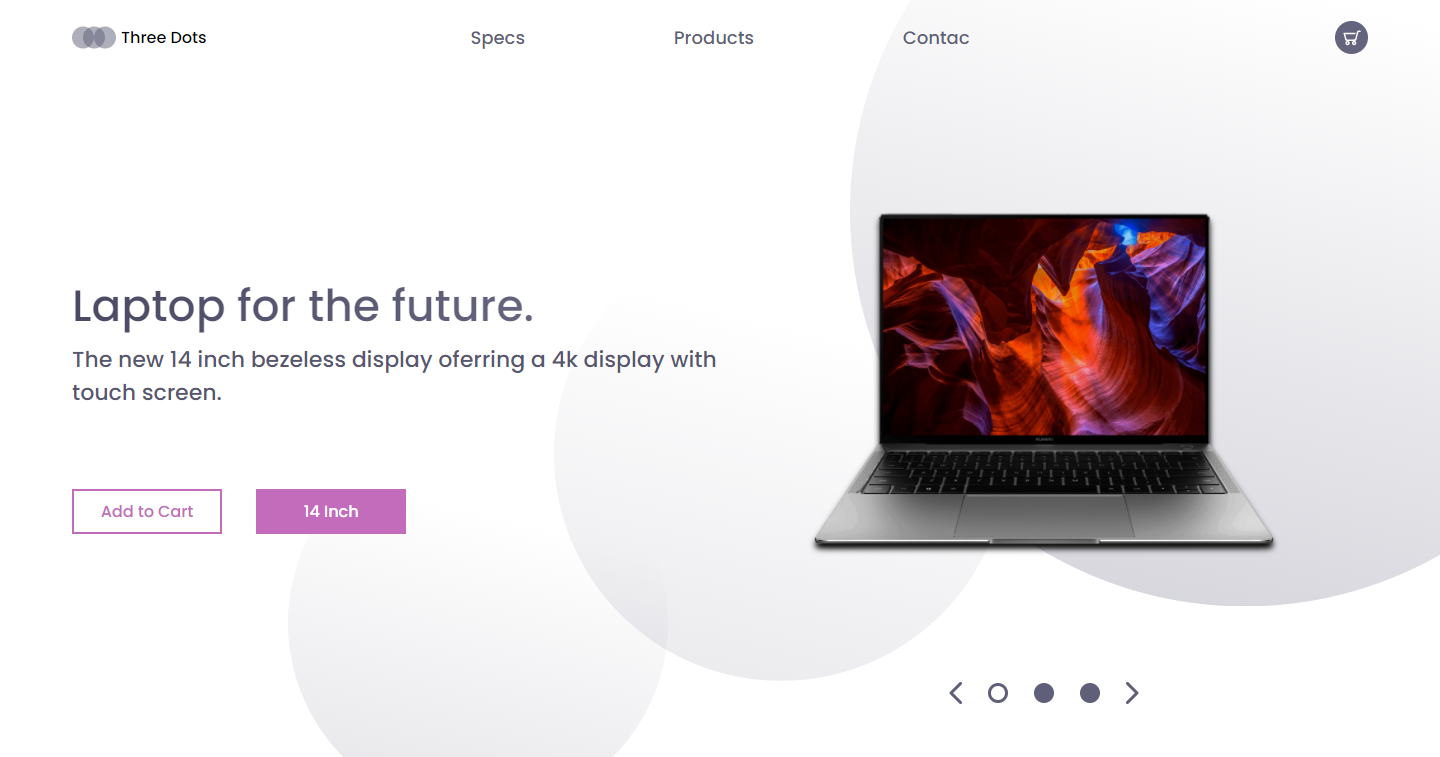 Three Dots
Specs
Products
Contac
Laptop for the future.
The new 14 inch bezeless display oferring a 4k display with
touch screen.
Add to Cart
14 Inch